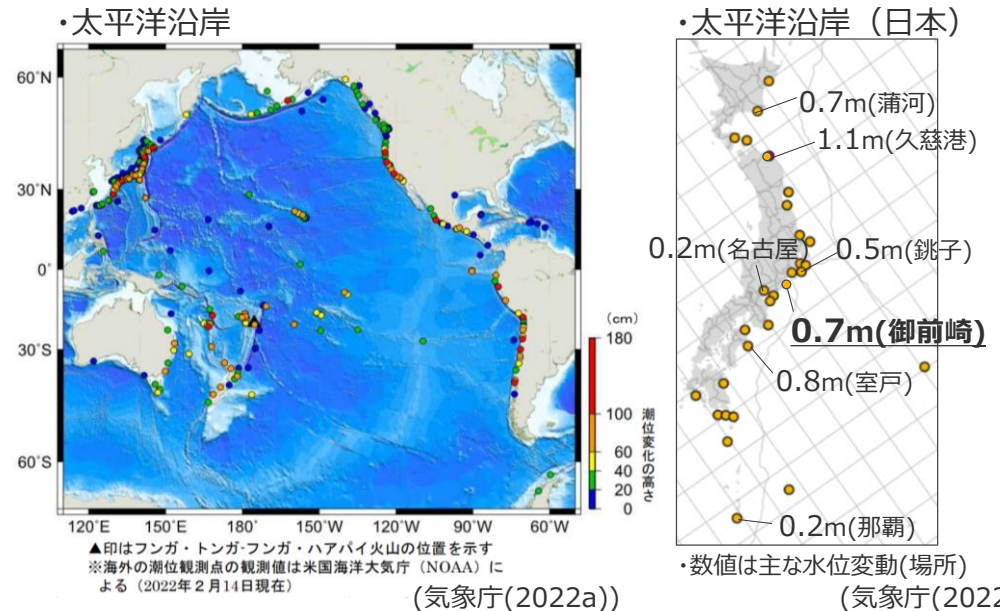 ・太平洋沿岸
60˚N
30˚N
0˚
30˚S
60˚S
120˚E
150˚E
180˚
150˚W
120˚W
90˚W
60˚W
(cm)
180
100
60
40
20
0
潮位変化の高さ
▲印はフンガ・トンガ-フンガ・ハアパイ火山の位置を示す
※海外の潮位観測点の観測値は米国海洋大気庁（NOAA）に
よる（2022年２月14日現在）
(気象庁(2022a))
・太平洋沿岸（日本）
0.7m(蒲河)
1.1m(久慈港)
0.2m(名古屋)
0.5m(銚子)
0.7m(御前崎)
0.8m(室戸)
0.2m(那覇)
・数値は主な水位変動(場所)
(気象庁(2022